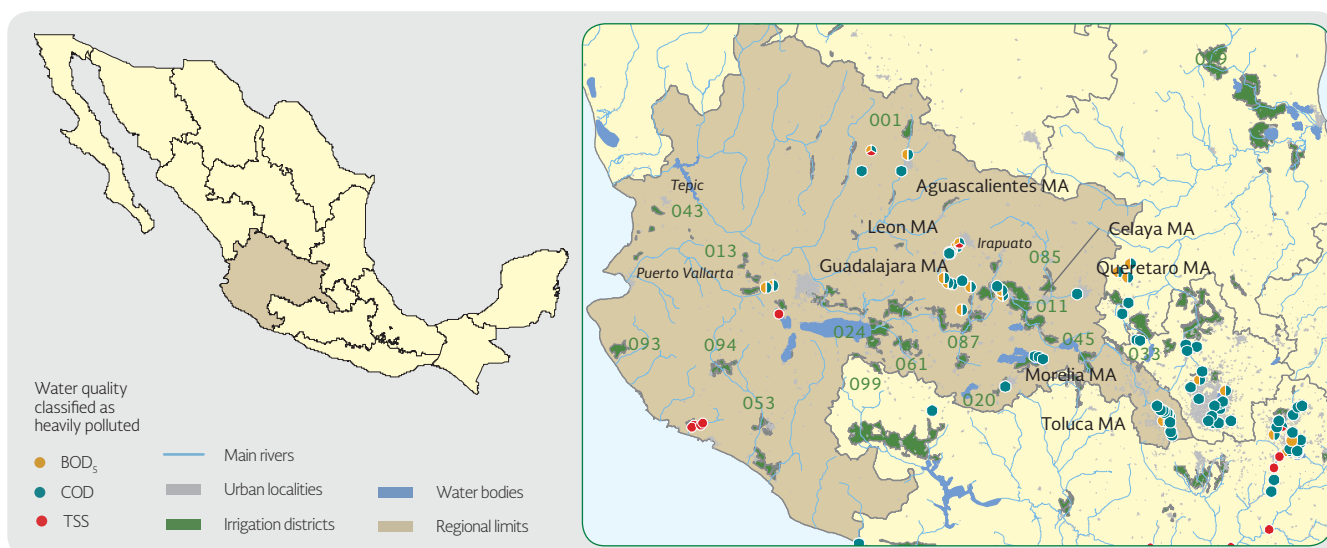 Water quality
classified as
heavily polluted
BOD₅
COD
TSS
Main rivers
Urban localities
Irrigation districts
Water bodies
Regional limits
001
Aguascalientes MA
Tepic
043
Leon MA
Celaya MA
Irapuato
013
085
Puerto Vallarta
Guadalajara MA
Queretaro MA
011
024
093
094
087
045
061
033
099
Morelia MA
020
053
Toluca MA